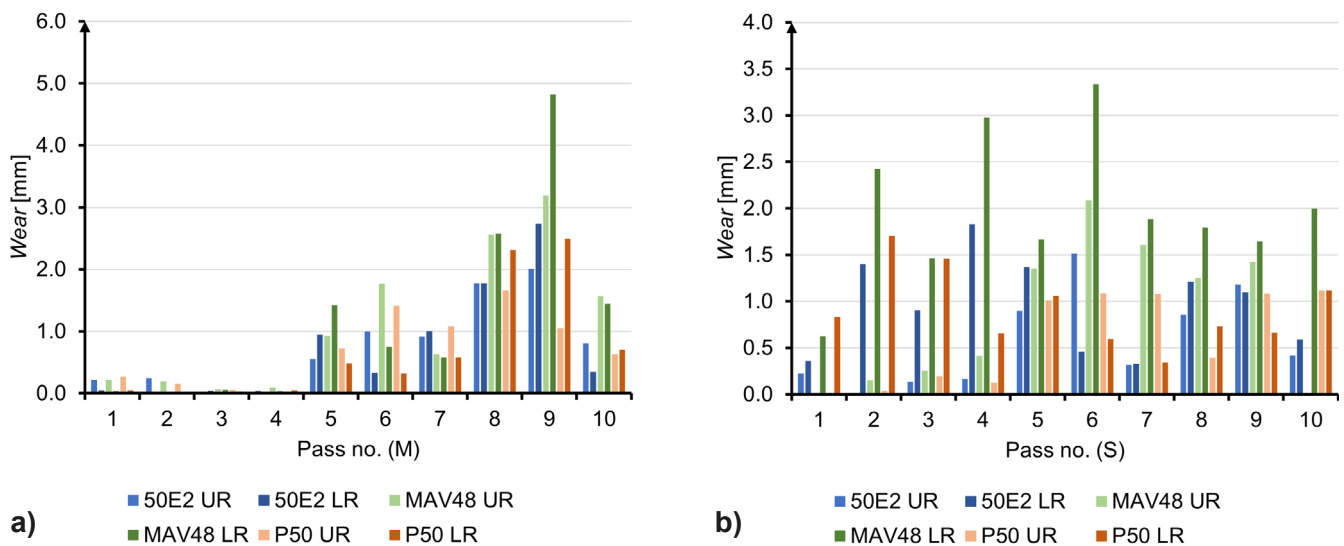 6.0
5.0
4.0
3.0
2.0
1.0
0.0
Wear [mm]
1 2 3 4 5 6 7 8 9 10
Pass no. (M)
50E2 UR 50E2 LR MAV48 UR
MAV48 LR P50 UR P50 LR
a)
4.0
3.5
3.0
2.5
2.0
1.5
1.0
0.5
0.0
Wear [mm]
1 2 3 4 5 6 7 8 9 10
Pass no. (S)
50E2 UR 50E2 LR MAV48 UR
MAV48 LR P50 UR P50 LR
b)